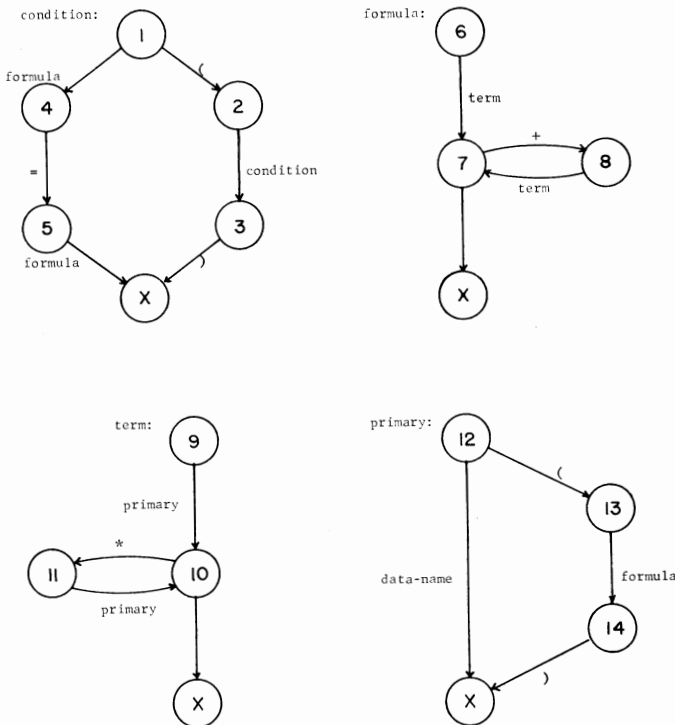 condition:
1
formula
(
4
2
=
condition
5
3
formula
)
X
formula:
6
term
+
7
8
term
X
term:
9
primary
*
11
10
primary
X
primary:
12
(
13
data-name
formula
14
)
X